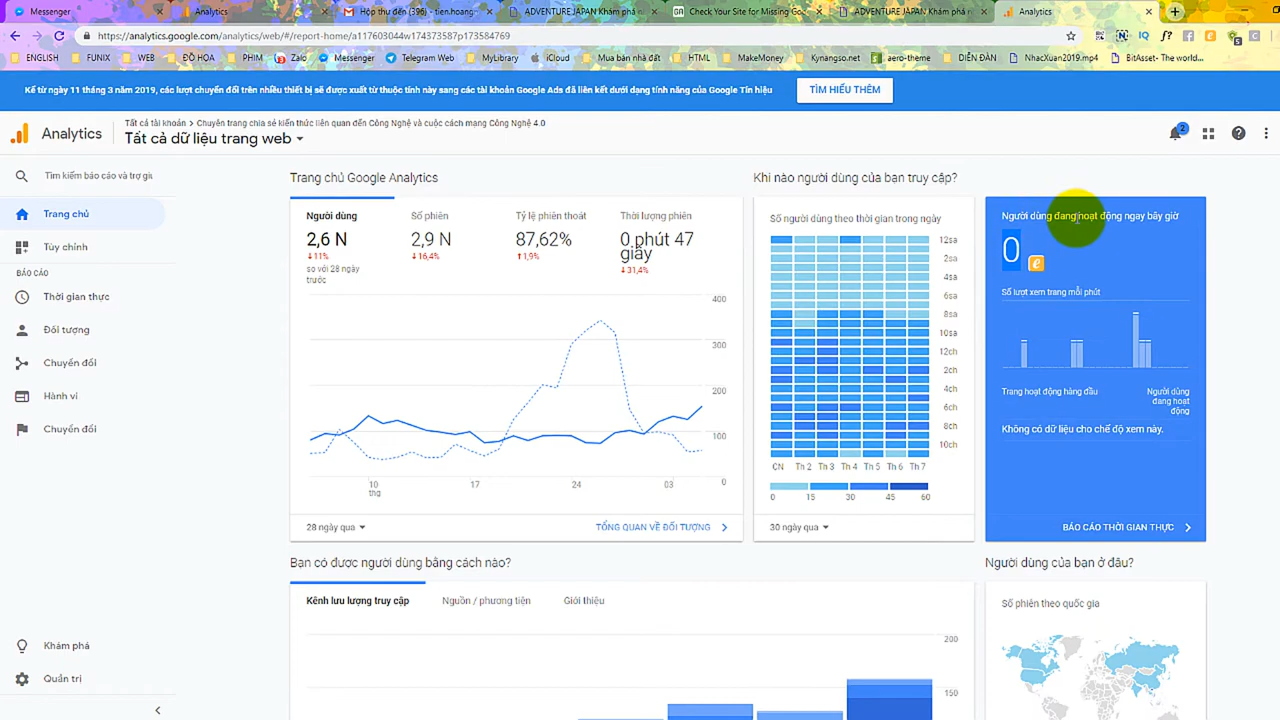 Messenger
Analytics
Hộp thư đến (396) - tien.hoang
ADVENTURE JAPAN Khám phá
Check Your Site for Missing Goo
ADVENTURE JAPAN Khám phá n
Analytics
https://analytics.google.com/analytics/web/#/report-home/a117603044w174373587p173584769
ENGLISH
FUNIX
WEB
ĐỒ HỌA
PHIM
Zalo
Messenger
Telegram Web
MyLibrary
iCloud
Mua bán nhà đất
HTML
MakeMoney
Kynangso.net
aero-theme
DIỄN ĐÀN
NhacXuan2019.mp4
BitAsset- The world...
Kể từ ngày 11 tháng 3 năm 2019, các lượt chuyển đổi trên nhiều thiết bị sẽ được xuất từ thuộc tính này sang các tài khoản Google Ads đã liên kết dưới dạng tính năng của Google Tín hiệu
TÌM HIỂU THÊM
Analytics
Tất cả tài khoản > Chuyên trang chia sẻ kiến thức liên quan đến Công Nghệ và cuộc cách mạng Công Nghệ 4.0
Tất cả dữ liệu trang web
2
Tìm kiếm báo cáo và trợ giú
Trang chủ
Tùy chỉnh
BÁO CÁO
Thời gian thực
Đối tượng
Chuyển đổi
Hành vi
Chuyển đổi
Khám phá
Quản trị
Trang chủ Google Analytics
Người dùng
2,6 N
↓11%
so với 28 ngày
trước
Số phiên
2,9 N
↓16,4%
Tỷ lệ phiên thoát
87,62%
↑1,9%
Thời lượng phiên
0 phút 47
giây
↓31,4%
400
300
200
100
0
10
thg
17
24
03
28 ngày qua
TỔNG QUAN VỀ ĐỐI TƯỢNG
Khi nào người dùng của bạn truy cập?
Số người dùng theo thời gian trong ngày
12sa
2sa
4sa
6sa
8sa
10sa
12ch
2ch
4ch
6ch
8ch
10ch
CN Th 2 Th 3 Th 4 Th 5 Th 6 Th 7
0 15 30 45 60
30 ngày qua
Người dùng đang hoạt động ngay bây giờ
0
Số lượt xem trang mỗi phút
Trang hoạt động hàng đầu
Người dùng
đang hoạt
động
Không có dữ liệu cho chế độ xem này.
BÁO CÁO THỜI GIAN THỰC
Bạn có được người dùng bằng cách nào?
Kênh lưu lượng truy cập
Nguồn / phương tiện
Giới thiệu
200
150
Người dùng của bạn ở đâu?
Số phiên theo quốc gia